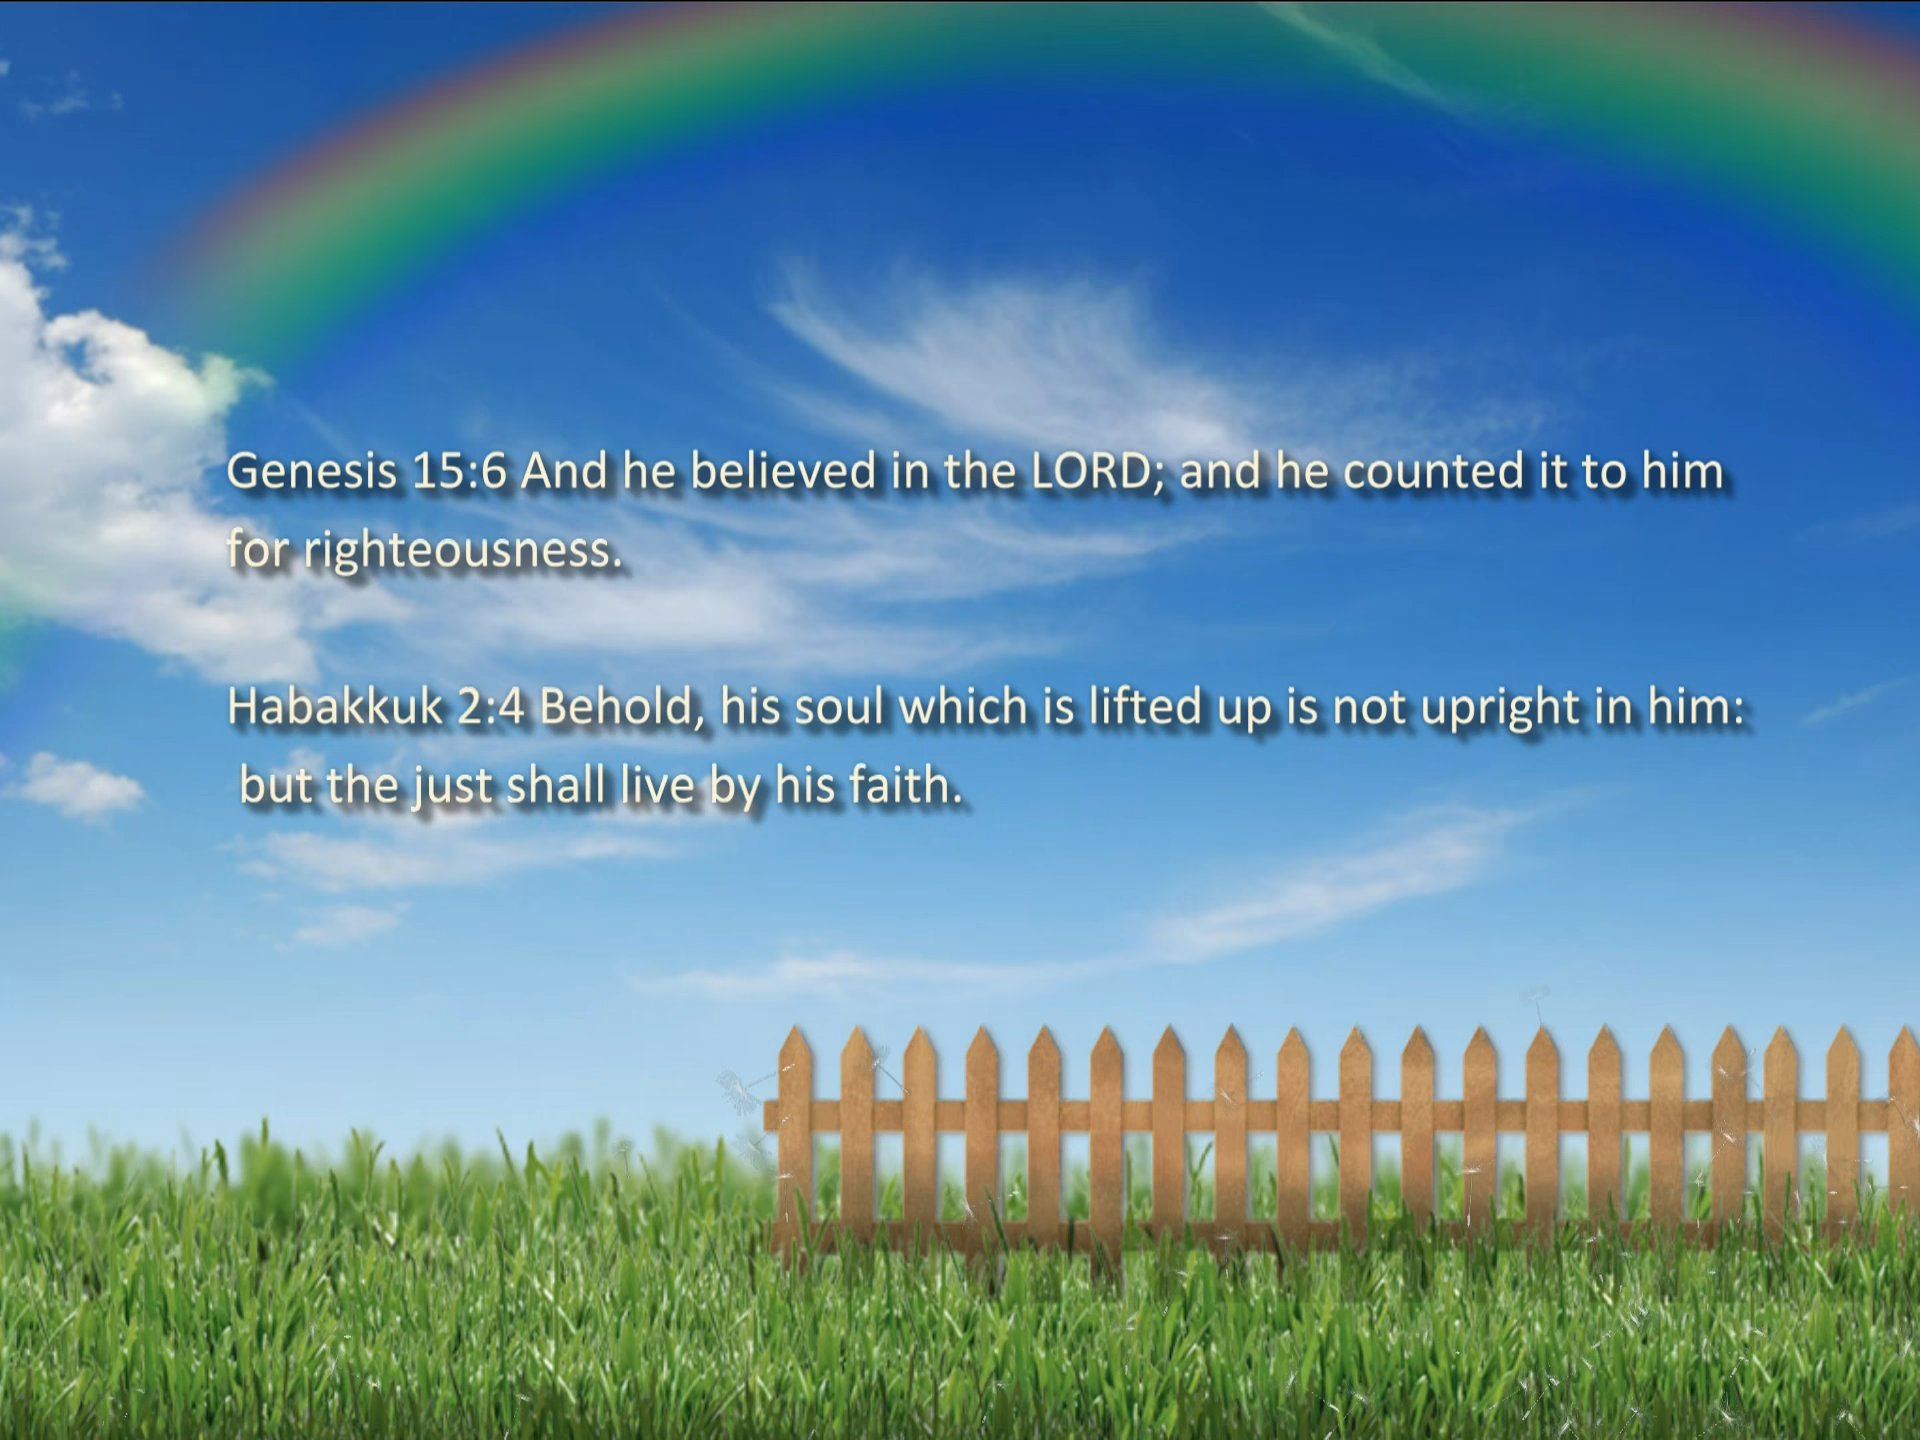 Genesis 15:6 And he believed in the LORD; and he counted it to him
for righteousness.
Habakkuk 2:4 Behold, his soul which is lifted up is not upright in him:
but the just shall live by his faith.